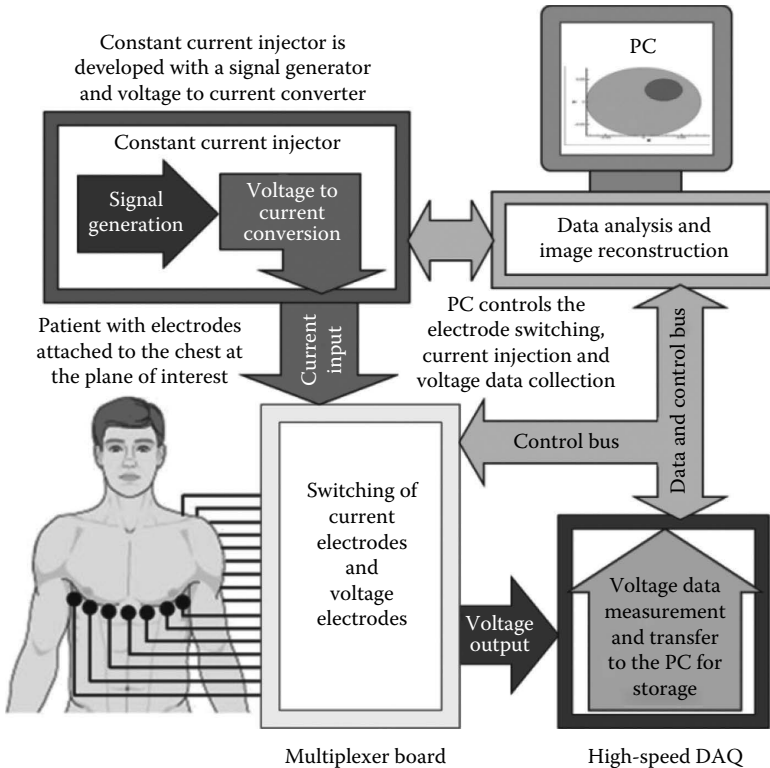 Constant current injector is
developed with a signal generator
and voltage to current converter
PC
Constant current injector
Signal
generation
Voltage to
current
conversion
Data analysis and
image reconstruction
Patient with electrodes
attached to the chest at
the plane of interest
Current
input
PC controls the
electrode switching,
current injection and
voltage data collection
Control bus
Data and control bus
Switching of
current
electrodes
and
voltage
electrodes
Voltage
output
Voltage data
measurement
and transfer
to the PC for
storage
Multiplexer board
High-speed DAQ